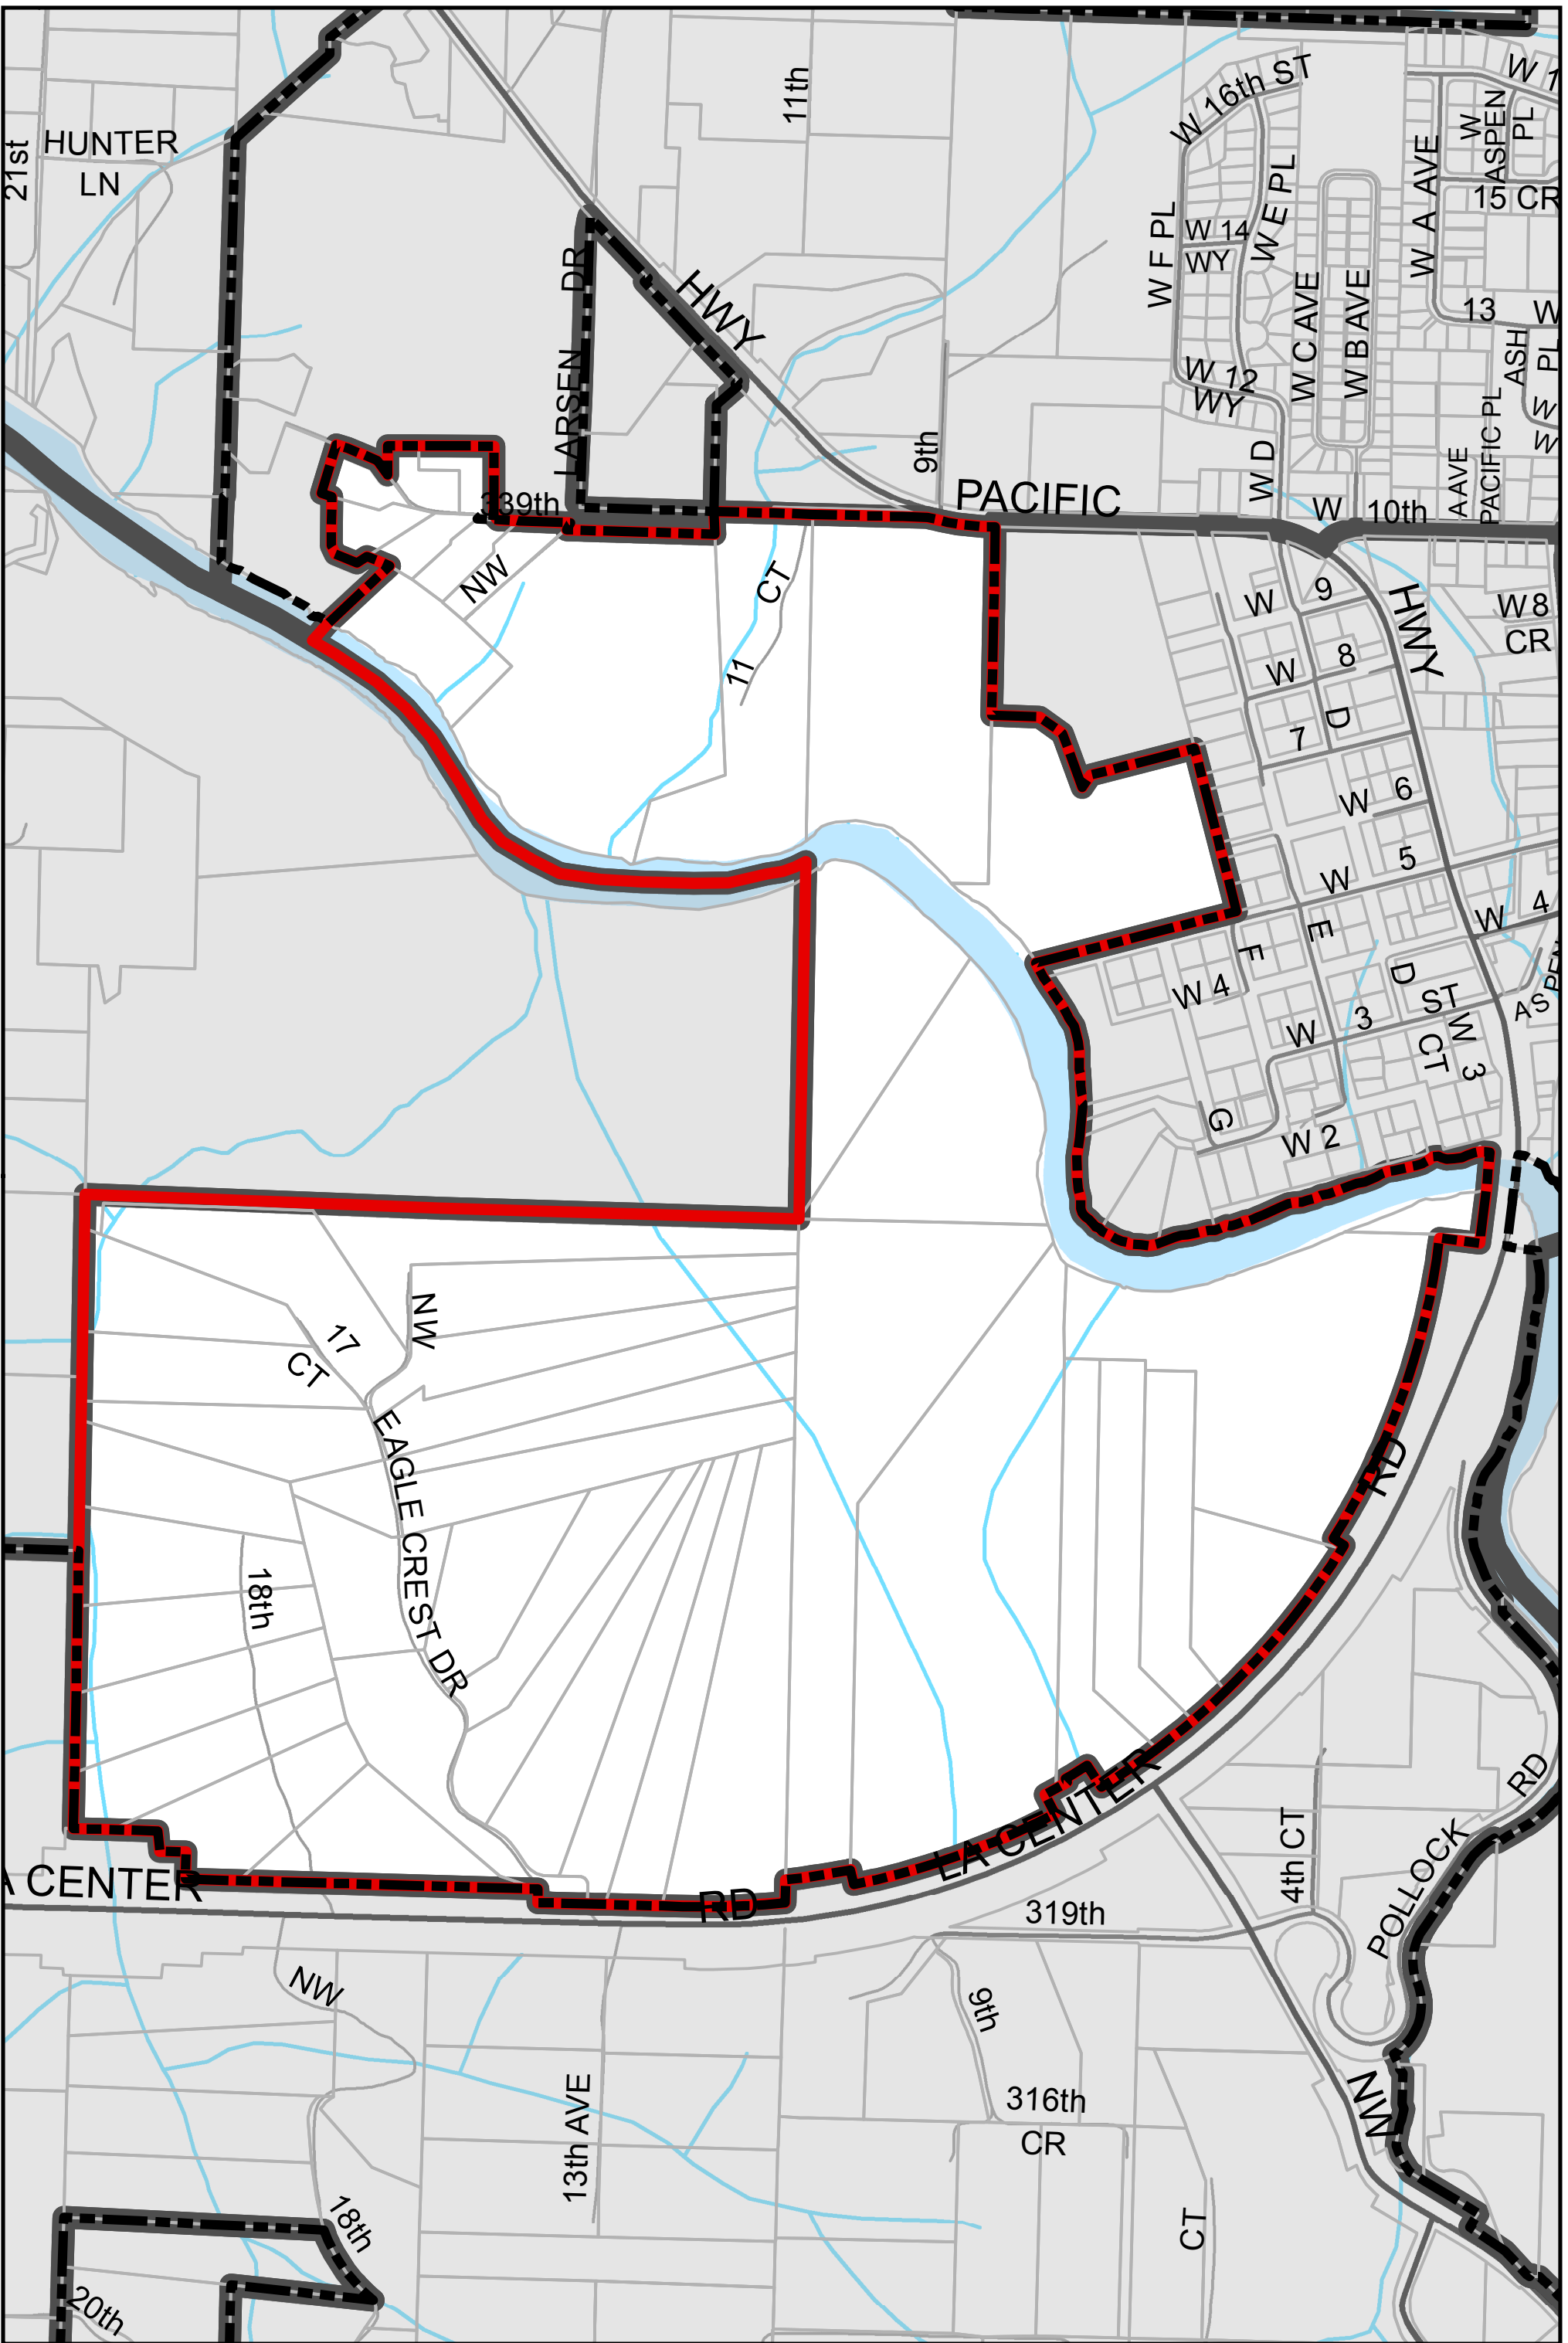 W 1
W 16th ST
11th
W
ASPEN
PL
21st
HUNTER
LN
W A AVE
W E PL
15 CR
W F PL
W 14
WY
DR
HWY
W C AVE
W B AVE
13
W
ASH
PL
LARSEN
W 12
WY
W
W
9th
W D
A AVE
PACIFIC PL
339th
PACIFIC
W
10th
NW
CT
11
W
9
HWY
W 8
CR
W
8
D
7
W
6
W
5
W
4
E
F
W 4
D
ST
ASPEN
W
3
CT
W 3
G
W 2
17
CT
NW
EAGLE CREST DR
RD
18th
LA CENTER
RD
4th CT
POLLOCK
A CENTER
RD
319th
NW
9th
NW
13th AVE
316th
CR
CT
18th
20th